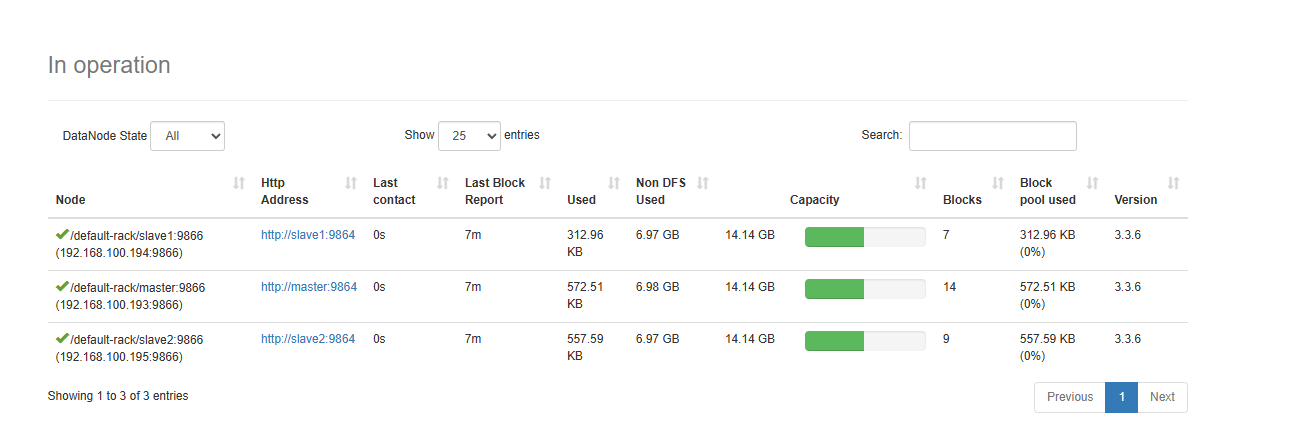 In operation
DataNode State All Show 25 entries Search:
Node Http Address Last contact Last Block Report Used Non DFS Used Capacity Blocks Block pool used Version
/default-rack/slave1:9866 http://slave1:9864 0s 7m 312.96 6.97 GB 14.14 GB 7 312.96 KB 3.3.6
(192.168.100.194:9866) KB (0%)
/default-rack/master:9866 http://master:9864 0s 7m 572.51 6.98 GB 14.14 GB 14 572.51 KB 3.3.6
(192.168.100.193:9866) KB (0%)
/default-rack/slave2:9866 http://slave2:9864 0s 7m 557.59 6.97 GB 14.14 GB 9 557.59 KB 3.3.6
(192.168.100.195:9866) KB (0%)
Showing 1 to 3 of 3 entries Previous 1 Next